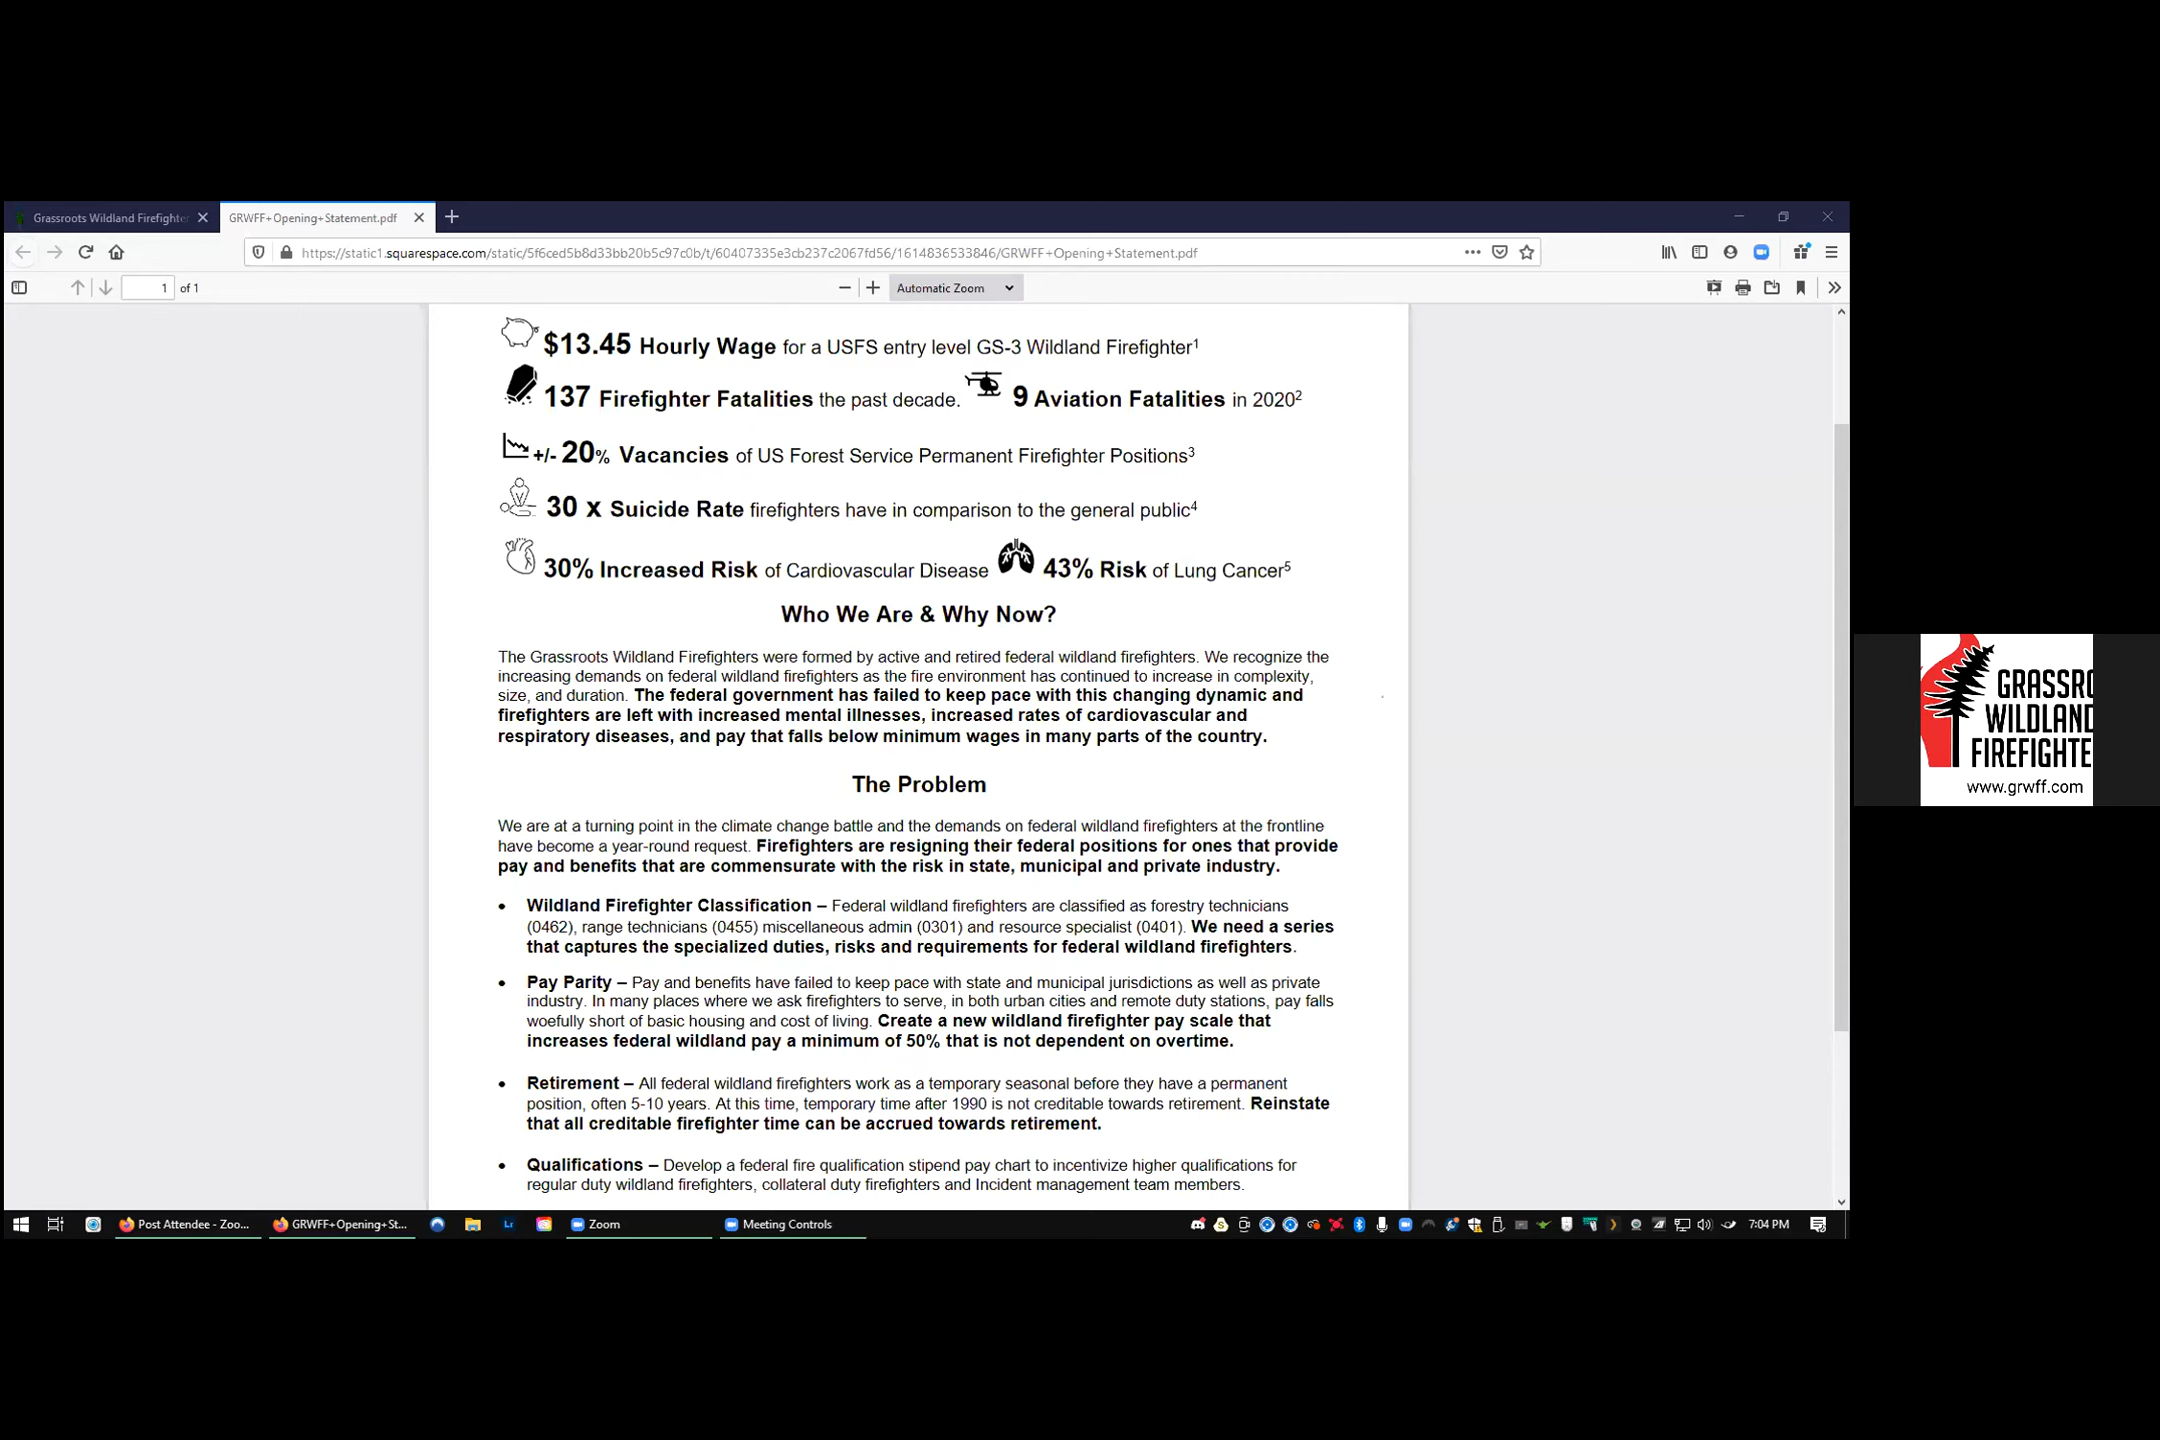 Grassroots Wildland Firefighter
GRWFF+Opening+Statement.pdf
https://static1.squarespace.com/static/5f6ced5b8d33bb20b5c97c0b/t/60407335e3cb237c2067fd56/1614836533846/GRWFF+Opening+Statement.pdf
1 of 1
Automatic Zoom
$13.45 Hourly Wage for a USFS entry level GS-3 Wildland Firefighter1
137 Firefighter Fatalities the past decade. 9 Aviation Fatalities in 20202
+/- 20% Vacancies of US Forest Service Permanent Firefighter Positions3
30 x Suicide Rate firefighters have in comparison to the general public4
30% Increased Risk of Cardiovascular Disease 43% Risk of Lung Cancer5
Who We Are & Why Now?
The Grassroots Wildland Firefighters were formed by active and retired federal wildland firefighters. We recognize the
increasing demands on federal wildland firefighters as the fire environment has continued to increase in complexity,
size, and duration. The federal government has failed to keep pace with this changing dynamic and
firefighters are left with increased mental illnesses, increased rates of cardiovascular and
respiratory diseases, and pay that falls below minimum wages in many parts of the country.
The Problem
We are at a turning point in the climate change battle and the demands on federal wildland firefighters at the frontline
have become a year-round request. Firefighters are resigning their federal positions for ones that provide
pay and benefits that are commensurate with the risk in state, municipal and private industry.
• Wildland Firefighter Classification – Federal wildland firefighters are classified as forestry technicians
(0462), range technicians (0455) miscellaneous admin (0301) and resource specialist (0401). We need a series
that captures the specialized duties, risks and requirements for federal wildland firefighters.
• Pay Parity – Pay and benefits have failed to keep pace with state and municipal jurisdictions as well as private
industry. In many places where we ask firefighters to serve, in both urban cities and remote duty stations, pay falls
woefully short of basic housing and cost of living. Create a new wildland firefighter pay scale that
increases federal wildland pay a minimum of 50% that is not dependent on overtime.
• Retirement – All federal wildland firefighters work as a temporary seasonal before they have a permanent
position, often 5-10 years. At this time, temporary time after 1990 is not creditable towards retirement. Reinstate
that all creditable firefighter time can be accrued towards retirement.
• Qualifications – Develop a federal fire qualification stipend pay chart to incentivize higher qualifications for
regular duty wildland firefighters, collateral duty firefighters and Incident management team members.
GRASSRO
WILDLAN
FIREFIGHTE
www.grwff.com
Post Attendee - Zoo...
GRWFF+Opening+St...
Lr
Zoom
Meeting Controls
7:04 PM